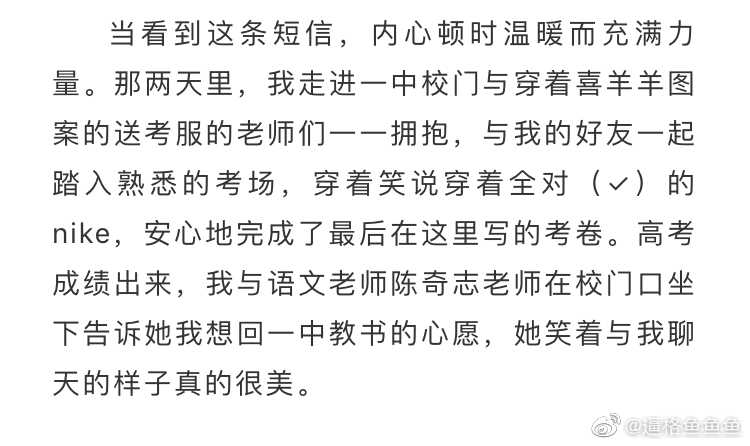 当看到这条短信，内心顿时温暖而充满力
量。那两天里，我走进一中校门与穿着喜羊羊图
案的送考服的老师们一一拥抱，与我的好友一起
踏入熟悉的考场，穿着笑说穿着全对（✓）的
nike，安心地完成了最后在这里写的考卷。高考
成绩出来，我与语文老师陈奇志老师在校门口坐
下告诉她我想回一中教书的心愿，她笑着与我聊
天的样子真的很美。
@逼格鱼鱼鱼